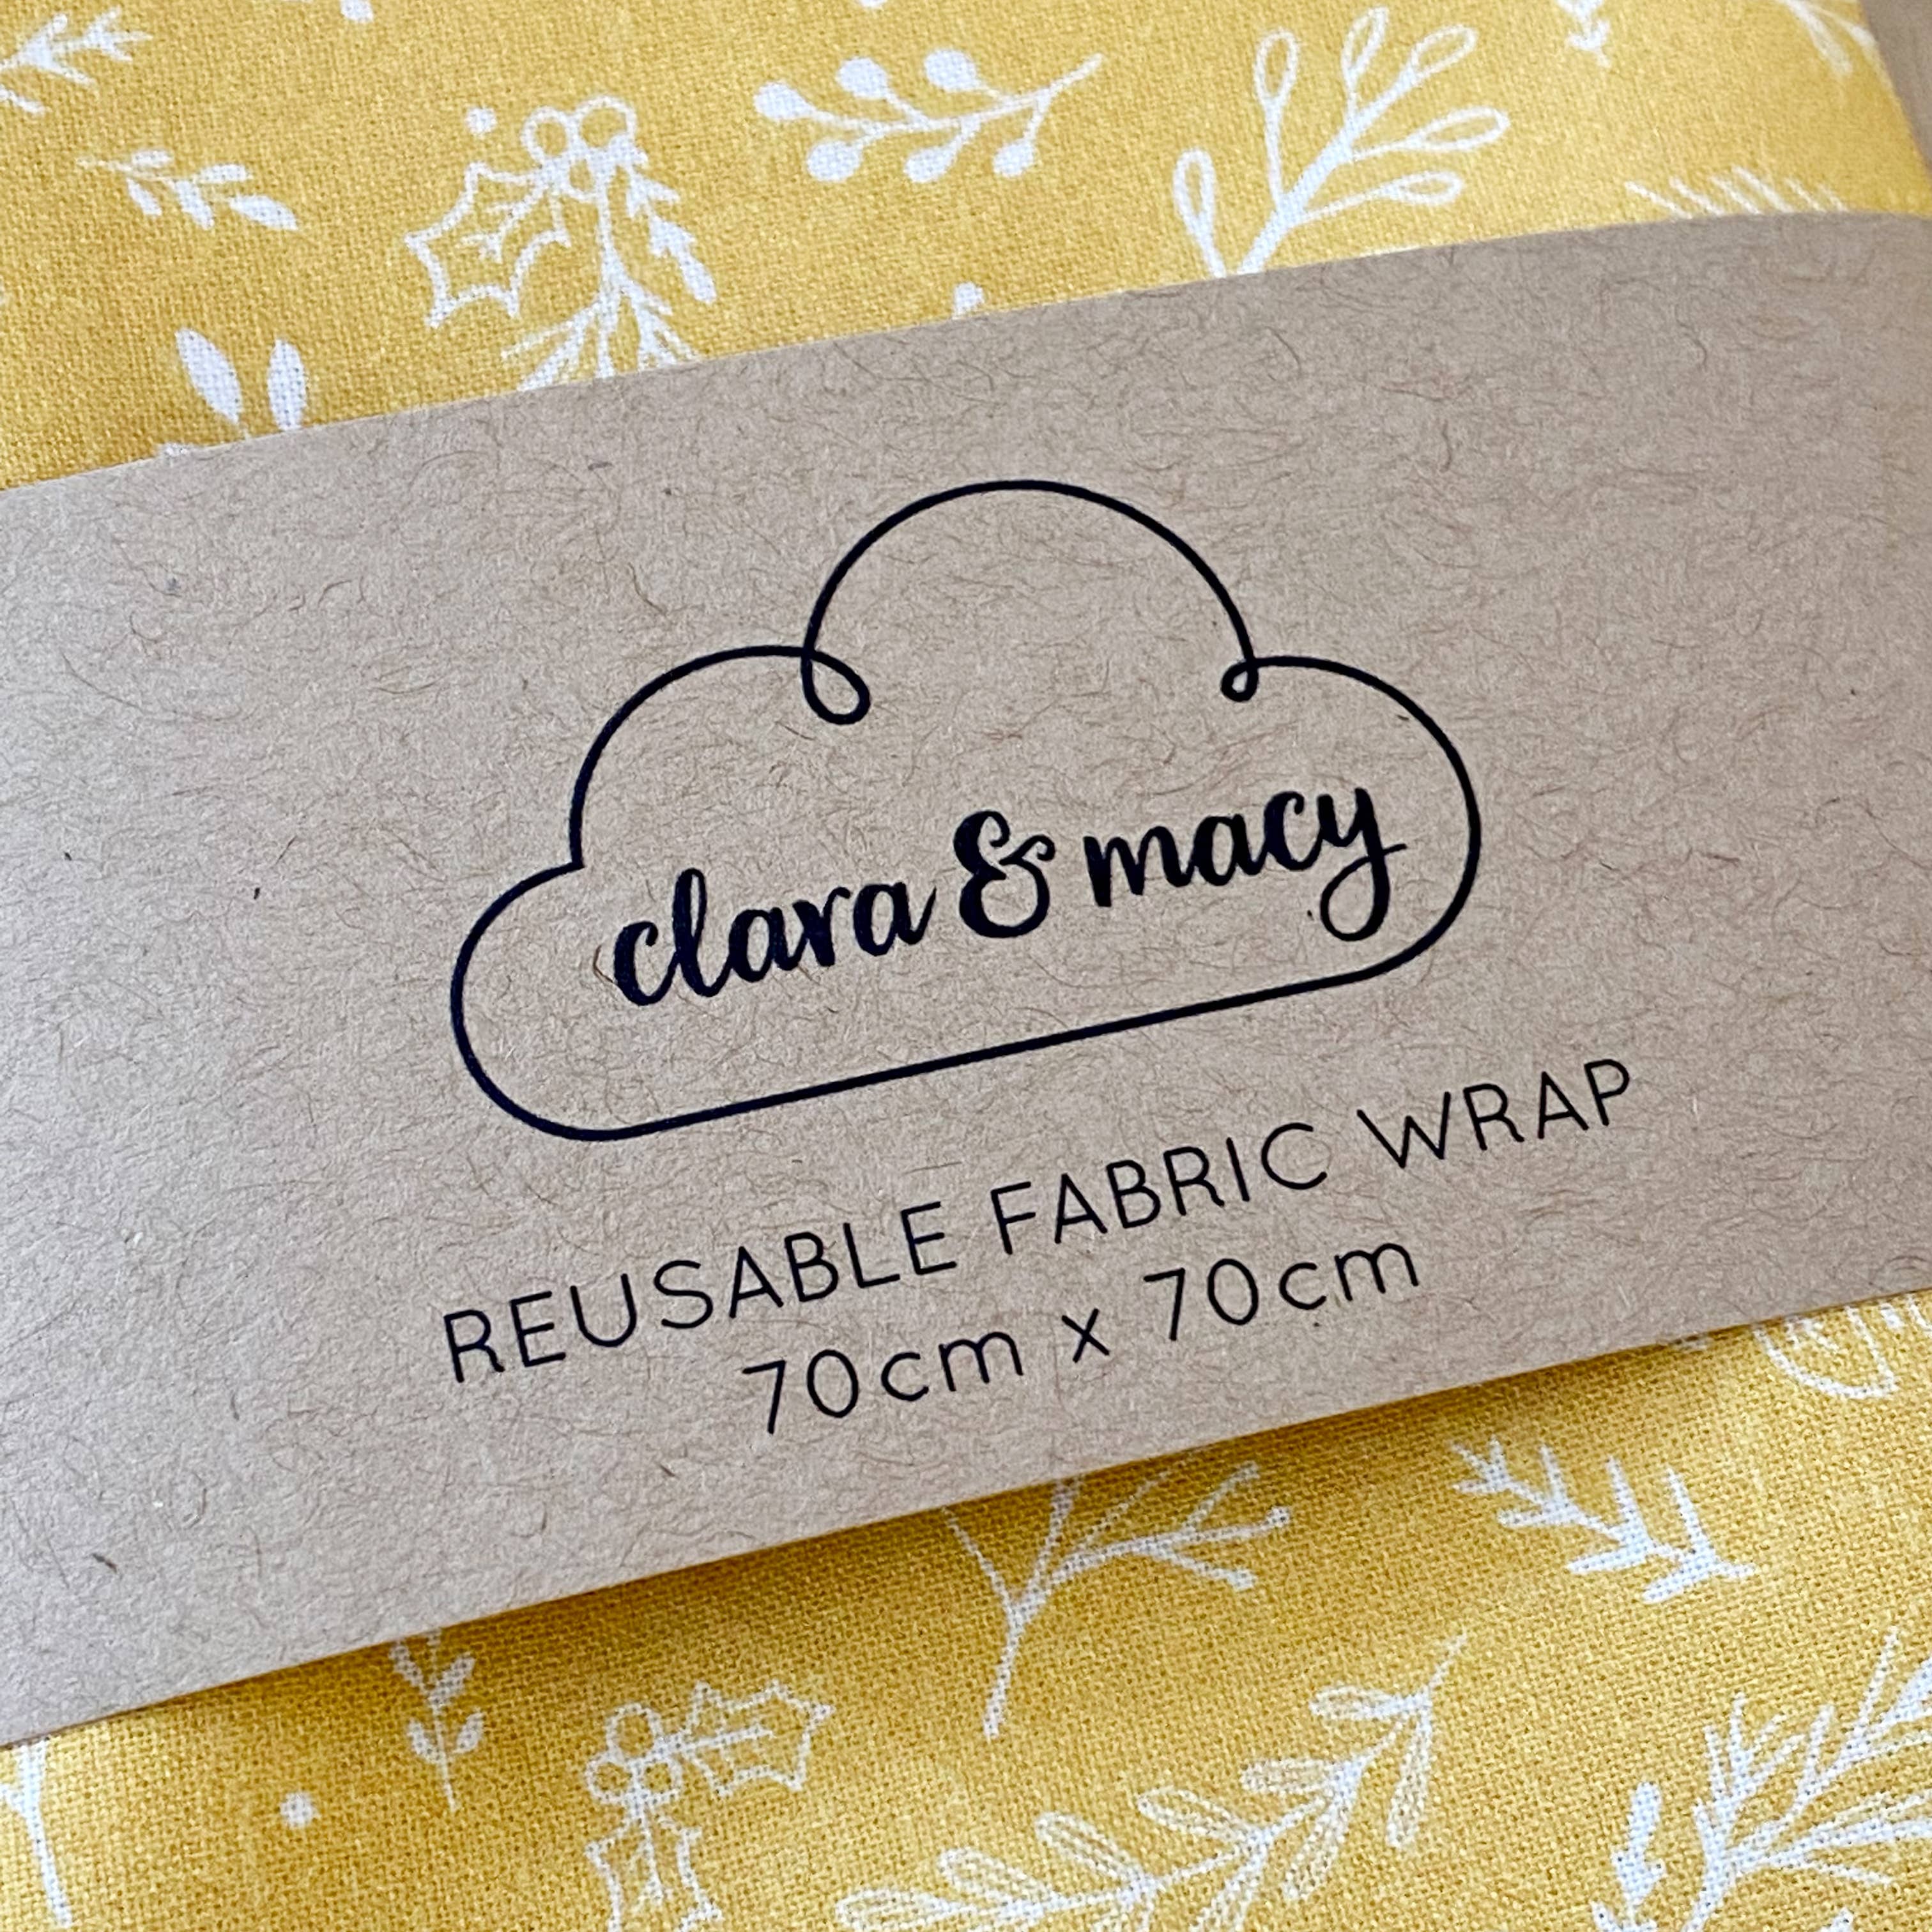 clara & macy
REUSABLE FABRIC WRAP
70cm x 70cm